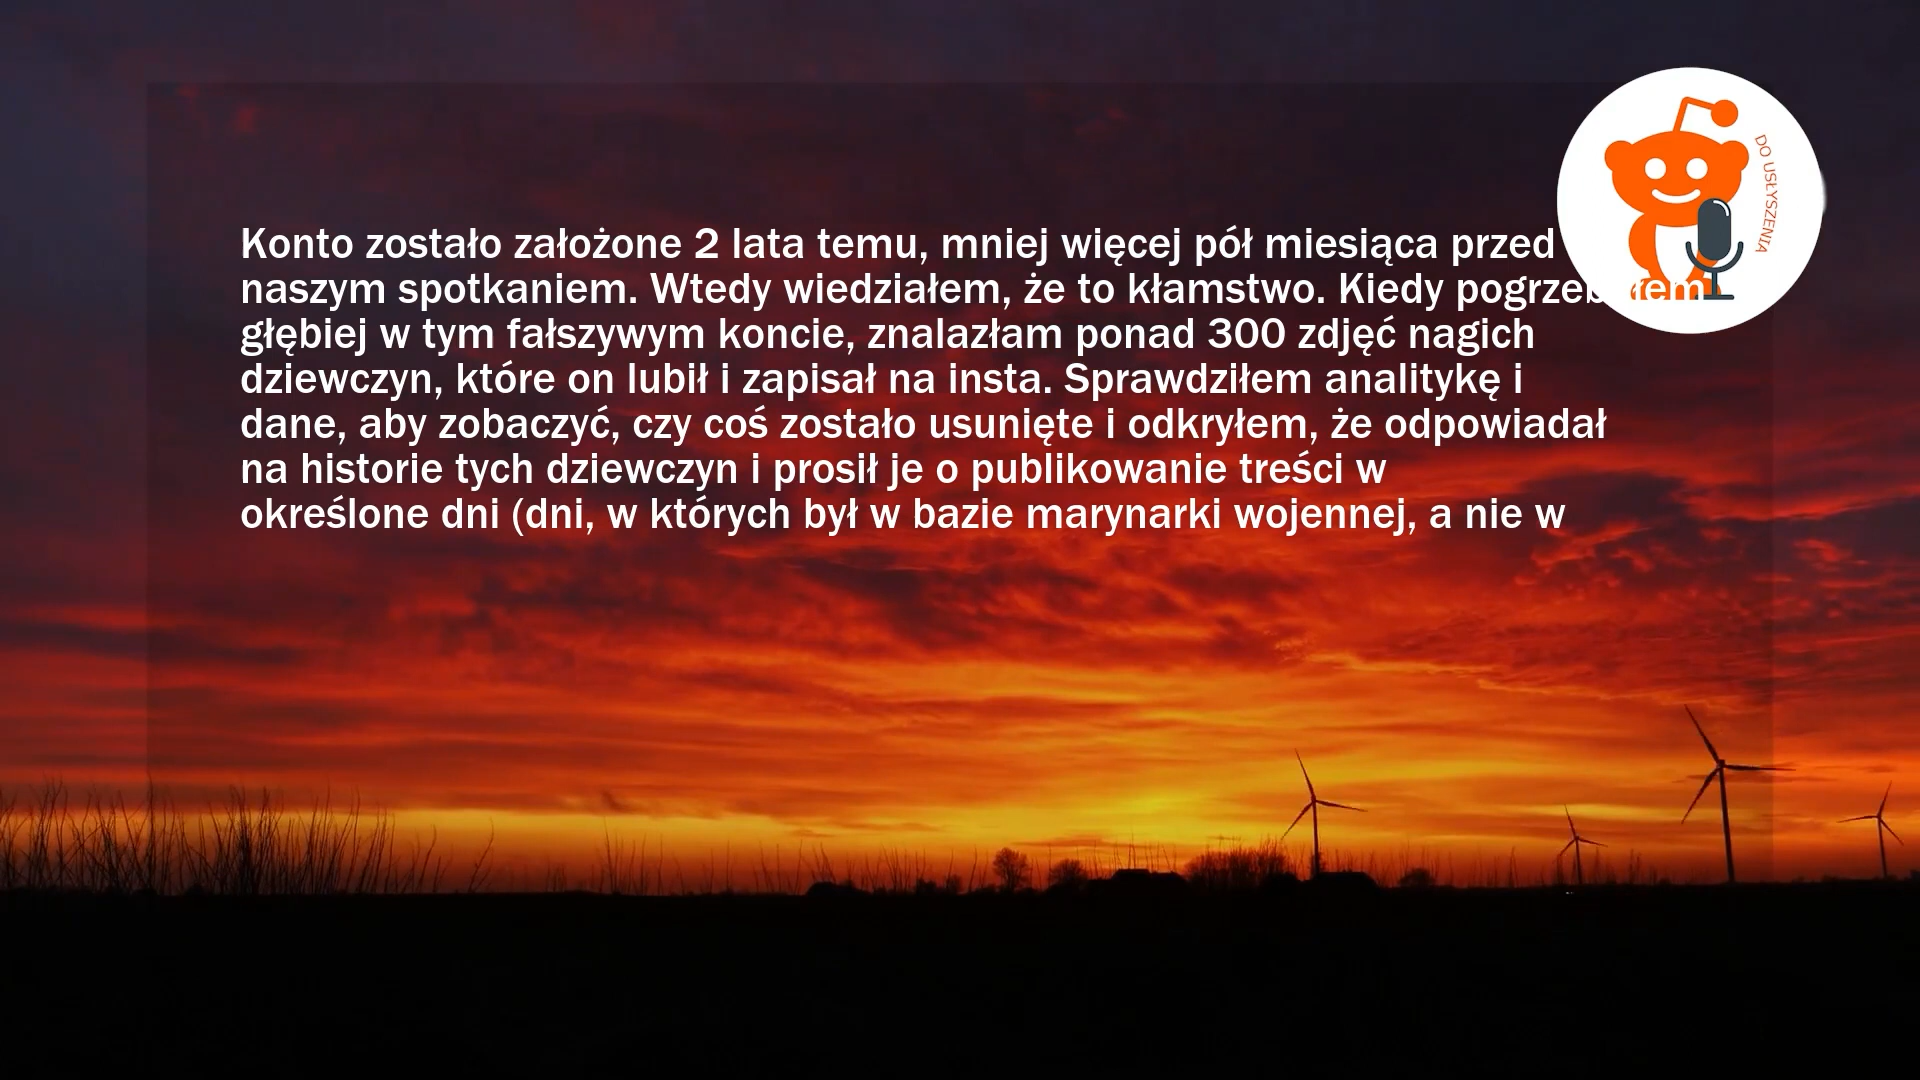 Konto zostało założone 2 lata temu, mniej więcej pół miesiąca przed
naszym spotkaniem. Wtedy wiedziałem, że to kłamstwo. Kiedy pogrzebałem
głębiej w tym fałszywym koncie, znalazłam ponad 300 zdjęć nagich
dziewczyn, które on lubił i zapisał na insta. Sprawdziłem analitykę i
dane, aby zobaczyć, czy coś zostało usunięte i odkryłem, że odpowiadał
na historie tych dziewczyn i prosił je o publikowanie treści w
określone dni (dni, w których był w bazie marynarki wojennej, a nie w
DO USŁYSZENIA